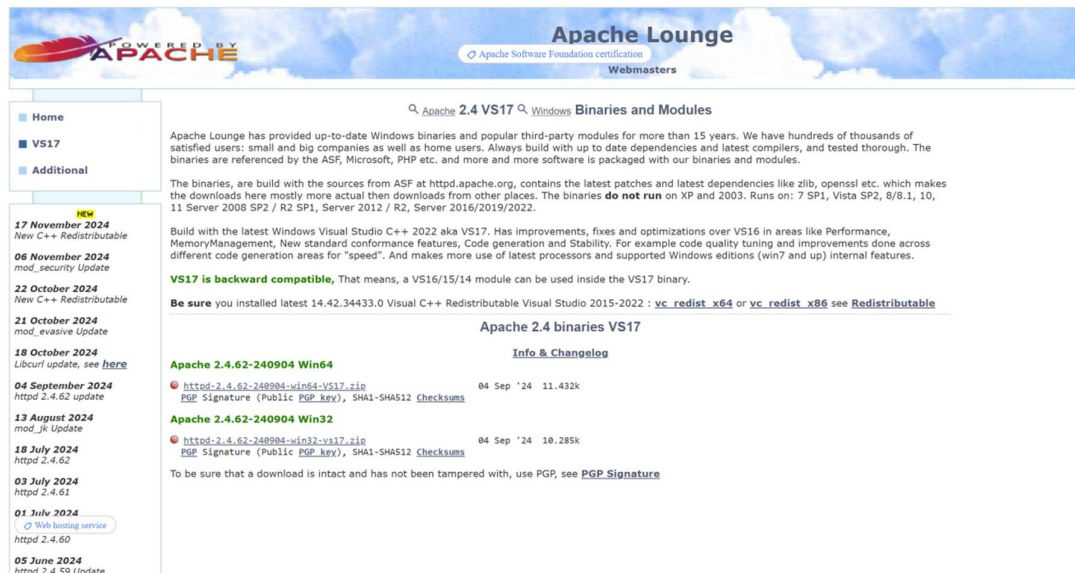 POWERED BY
APACHE
Apache Lounge
Apache Software Foundation certification
Webmasters
Home
VS17
Additional
NEW
17 November 2024
New C++ Redistributable
06 November 2024
mod_security Update
22 October 2024
New C++ Redistributable
21 October 2024
mod_evasive Update
18 October 2024
Libcurl update, see here
04 September 2024
httpd 2.4.62 update
13 August 2024
mod_jk Update
18 July 2024
httpd 2.4.62
03 July 2024
httpd 2.4.61
01 July 2024
Web hosting service
httpd 2.4.60
05 June 2024
httpd 2.4.59 Update
Apache 2.4 VS17 Windows Binaries and Modules
Apache Lounge has provided up-to-date Windows binaries and popular third-party modules for more than 15 years. We have hundreds of thousands of
satisfied users: small and big companies as well as home users. Always build with up to date dependencies and latest compilers, and tested thorough. The
binaries are referenced by the ASF, Microsoft, PHP etc. and more and more software is packaged with our binaries and modules.
The binaries, are build with the sources from ASF at httpd.apache.org, contains the latest patches and latest dependencies like zlib, openssl etc. which makes
the downloads here mostly more actual then downloads from other places. The binaries do not run on XP and 2003. Runs on: 7 SP1, Vista SP2, 8/8.1, 10,
11 Server 2008 SP2 / R2 SP1, Server 2012 / R2, Server 2016/2019/2022.
Build with the latest Windows Visual Studio C++ 2022 aka VS17. Has improvements, fixes and optimizations over VS16 in areas like Performance,
MemoryManagement, New standard conformance features, Code generation and Stability. For example code quality tuning and improvements done across
different code generation areas for "speed". And makes more use of latest processors and supported Windows editions (win7 and up) internal features.
VS17 is backward compatible, That means, a VS16/15/14 module can be used inside the VS17 binary.
Be sure you installed latest 14.42.34433.0 Visual C++ Redistributable Visual Studio 2015-2022 : vc_redist_x64 or vc_redist_x86 see Redistributable
Apache 2.4 binaries VS17
Info & Changelog
Apache 2.4.62-240904 Win64
httpd-2.4.62-240904-win64-VS17.zip 04 Sep '24 11.432k
PGP Signature (Public PGP key), SHA1-SHA512 Checksums
Apache 2.4.62-240904 Win32
httpd-2.4.62-240904-win32-vs17.zip 04 Sep '24 10.285k
PGP Signature (Public PGP key), SHA1-SHA512 Checksums
To be sure that a download is intact and has not been tampered with, use PGP, see PGP Signature